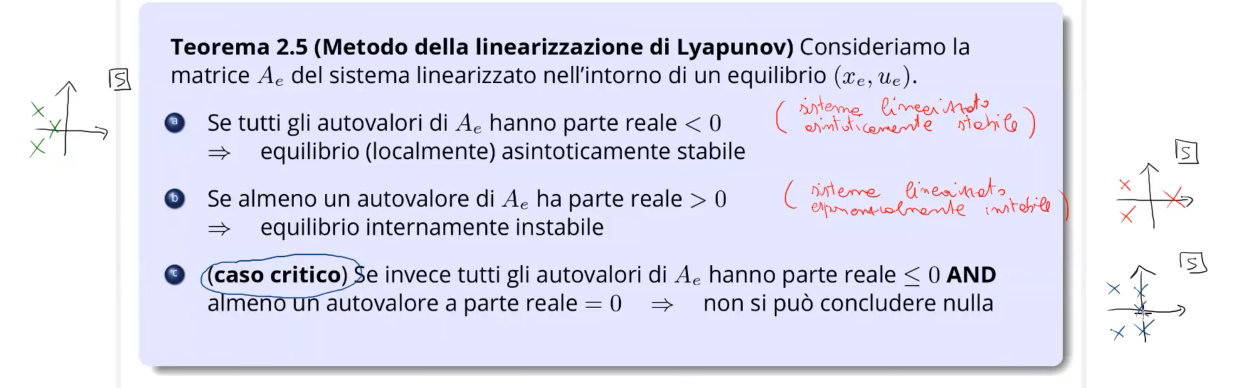 Teorema 2.5 (Metodo della linearizzazione di Lyapunov) Consideriamo la
matrice A_e del sistema linearizzato nell'intorno di un equilibrio (x_e, u_e).
S
a Se tutti gli autovalori di A_e hanno parte reale < 0
(sistema linearizzato
asintoticamente stabile)
⇒ equilibrio (localmente) asintoticamente stabile
S
b Se almeno un autovalore di A_e ha parte reale > 0
(sistema linearizzato
esponenzialmente instabile)
⇒ equilibrio internamente instabile
S
c (caso critico) Se invece tutti gli autovalori di A_e hanno parte reale ≤ 0 AND
almeno un autovalore a parte reale = 0 ⇒ non si può concludere nulla